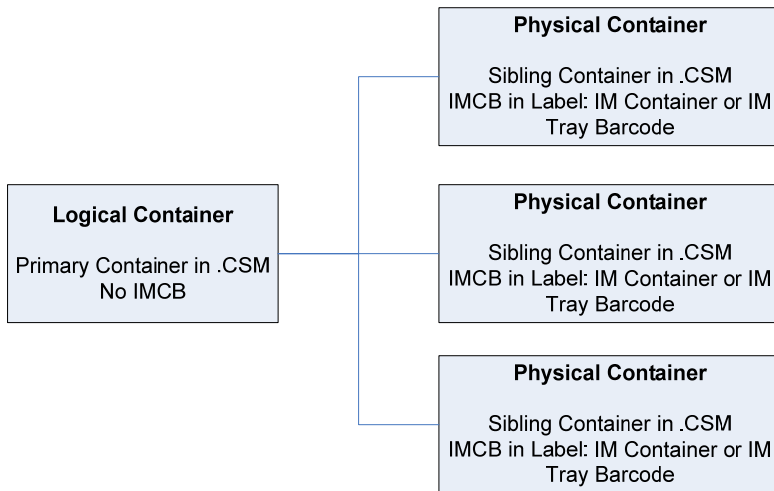 Physical Container
Sibling Container in .CSM
IMCB in Label: IM Container or IM
Tray Barcode
Logical Container
Primary Container in .CSM
No IMCB
Physical Container
Sibling Container in .CSM
IMCB in Label: IM Container or IM
Tray Barcode
Physical Container
Sibling Container in .CSM
IMCB in Label: IM Container or IM
Tray Barcode